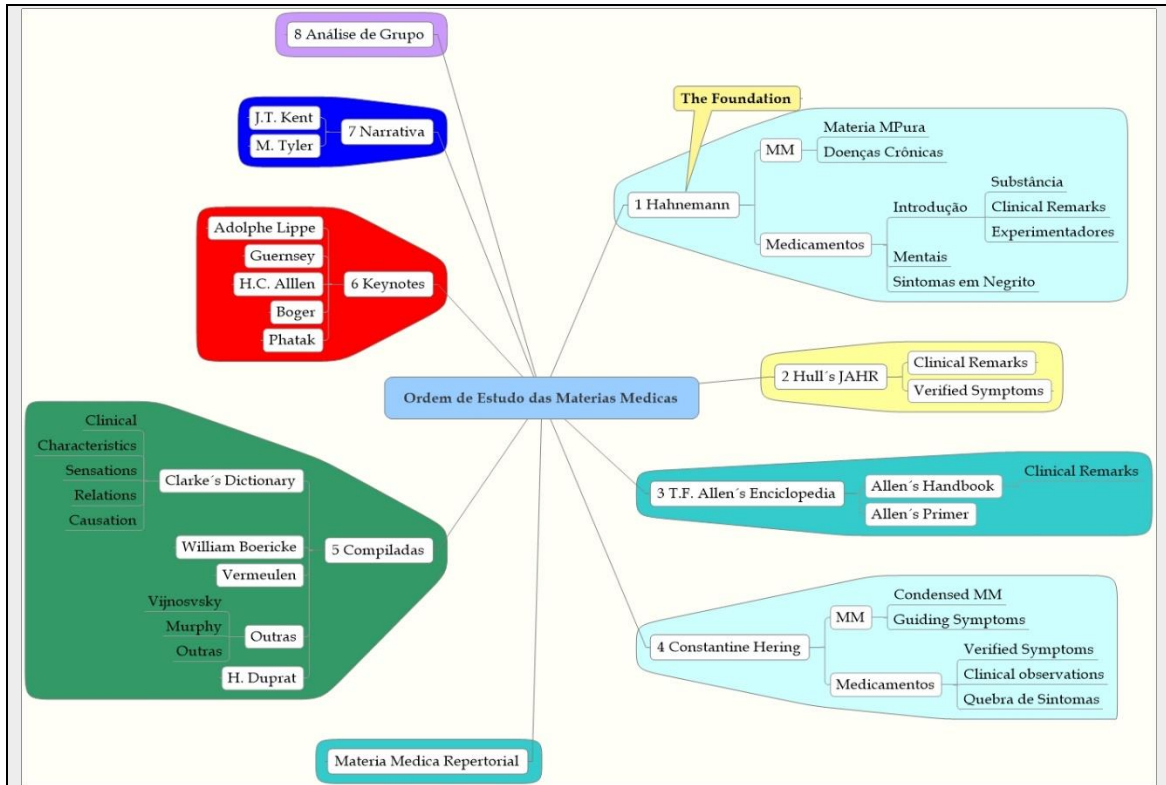 Ordem de Estudo das Materias Medicas
The Foundation
1 Hahnemann
MM
Materia MPura
Doenças Crônicas
Medicamentos
Introdução
Substância
Clinical Remarks
Experimentadores
Mentais
Sintomas em Negrito
2 Hull´s JAHR
Clinical Remarks
Verified Symptoms
3 T.F. Allen´s Enciclopedia
Allen´s Handbook
Clinical Remarks
Allen´s Primer
4 Constantine Hering
MM
Condensed MM
Guiding Symptoms
Medicamentos
Verified Symptoms
Clinical observations
Quebra de Sintomas
5 Compiladas
Clarke´s Dictionary
Clinical
Characteristics
Sensations
Relations
Causation
William Boericke
Vermeulen
Outras
Vijnosvsky
Murphy
Outras
H. Duprat
6 Keynotes
Adolphe Lippe
Guernsey
H.C. Alllen
Boger
Phatak
7 Narrativa
J.T. Kent
M. Tyler
8 Análise de Grupo
Materia Medica Repertorial